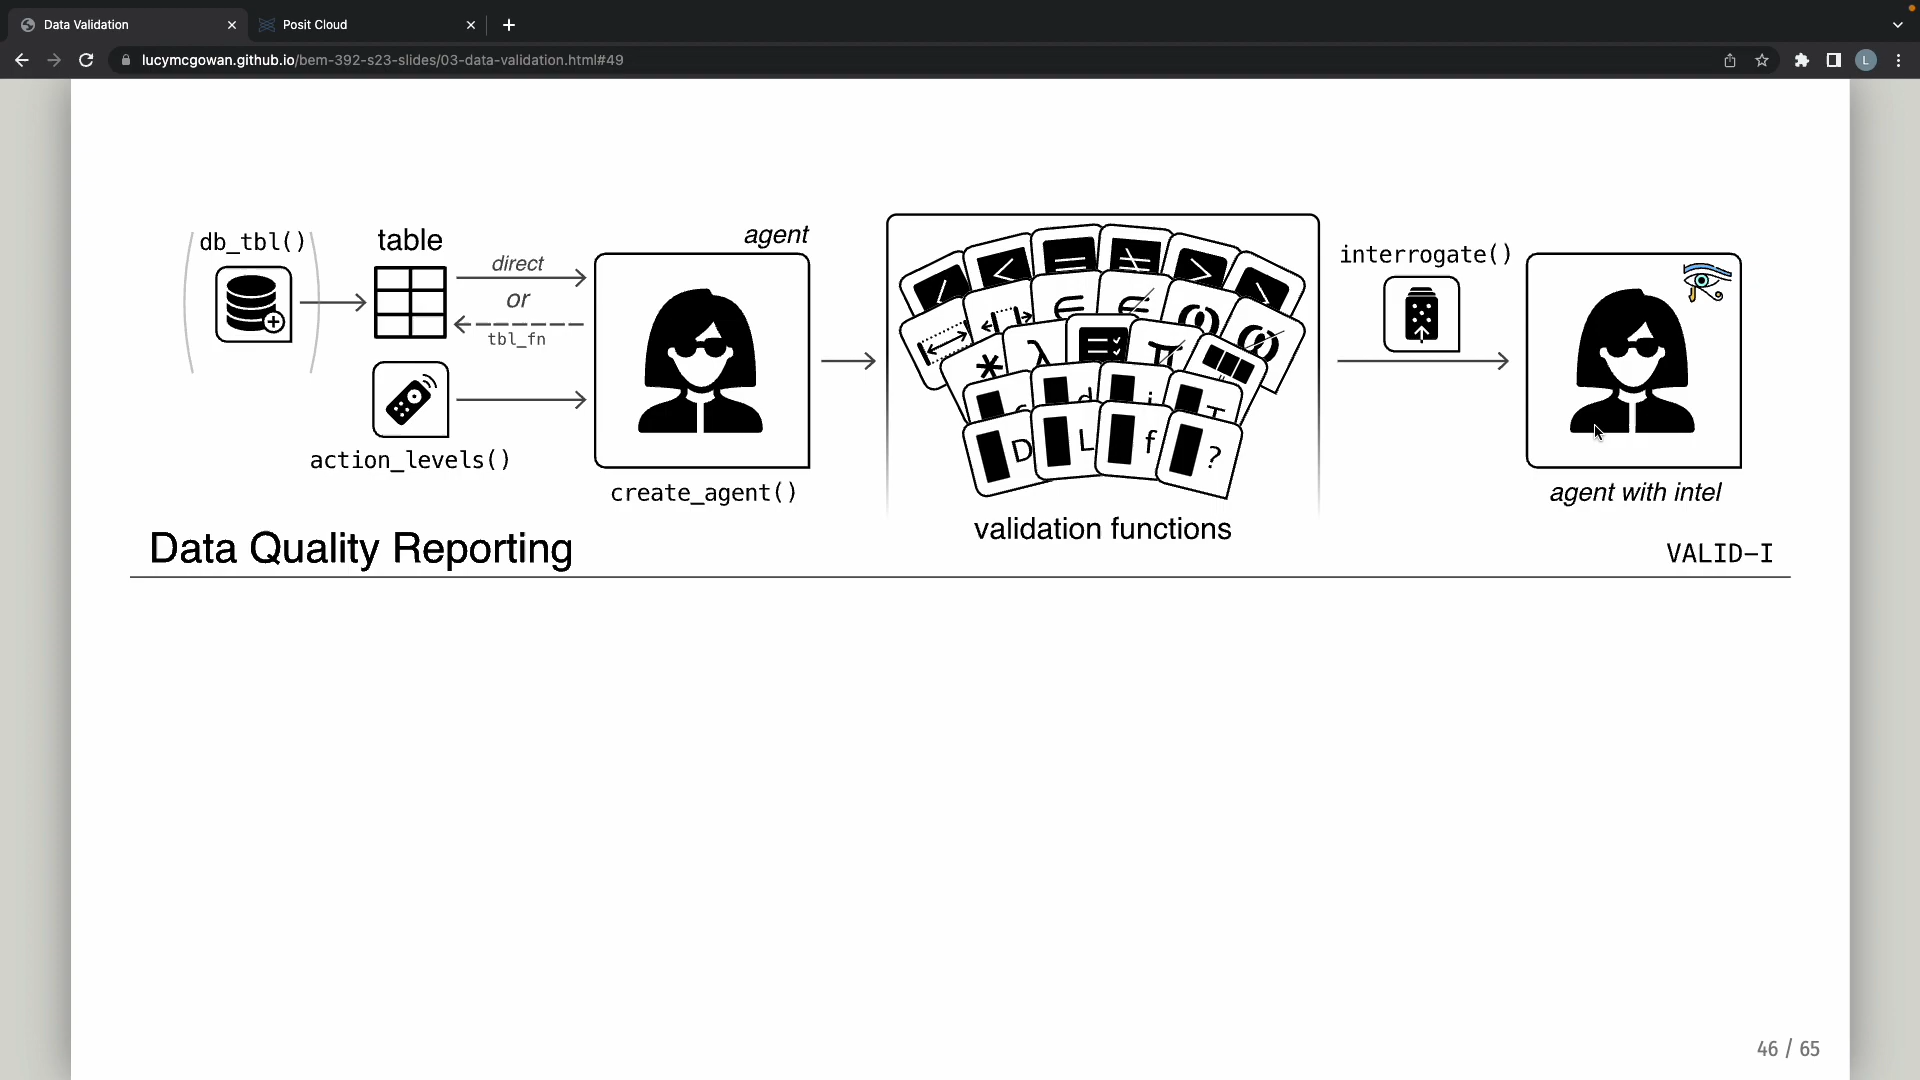 Data Validation
Posit Cloud
lucymcgowan.github.io/bem-392-s23-slides/03-data-validation.html#49
L
db_tbl()
table
direct
or
tbl_fn
action_levels()
agent
create_agent()
< = ≠ >
∈ ∈ ω ω
* λ π
d i T
D L f ?
validation functions
interrogate()
agent with intel
Data Quality Reporting
VALID-I
46 / 65